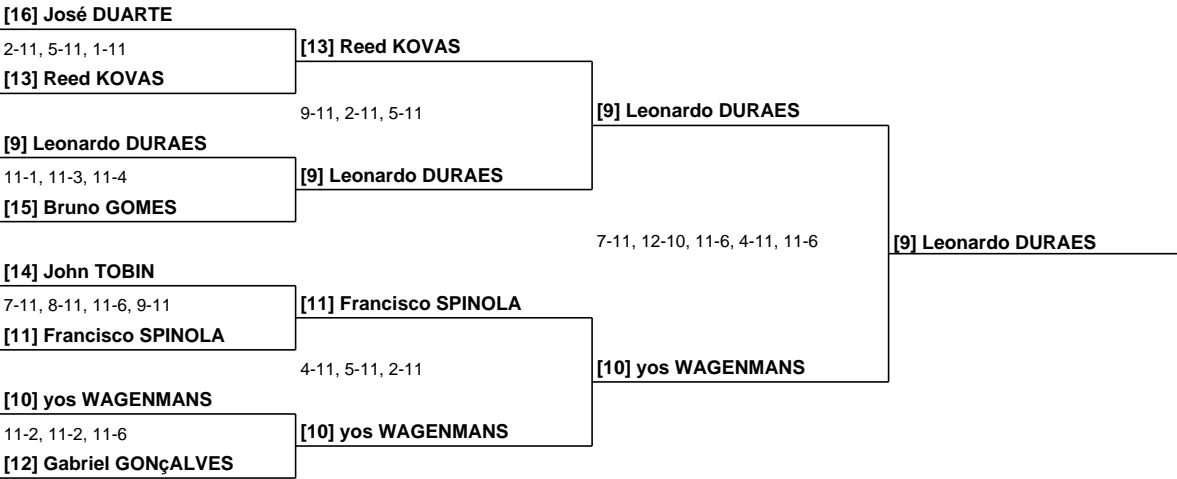 [16] José DUARTE
2-11, 5-11, 1-11
[13] Reed KOVAS
[13] Reed KOVAS
9-11, 2-11, 5-11
[9] Leonardo DURAES
[9] Leonardo DURAES
11-1, 11-3, 11-4
[9] Leonardo DURAES
[15] Bruno GOMES
7-11, 12-10, 11-6, 4-11, 11-6
[9] Leonardo DURAES
[14] John TOBIN
7-11, 8-11, 11-6, 9-11
[11] Francisco SPINOLA
[11] Francisco SPINOLA
4-11, 5-11, 2-11
[10] yos WAGENMANS
[10] yos WAGENMANS
11-2, 11-2, 11-6
[10] yos WAGENMANS
[12] Gabriel GONçALVES